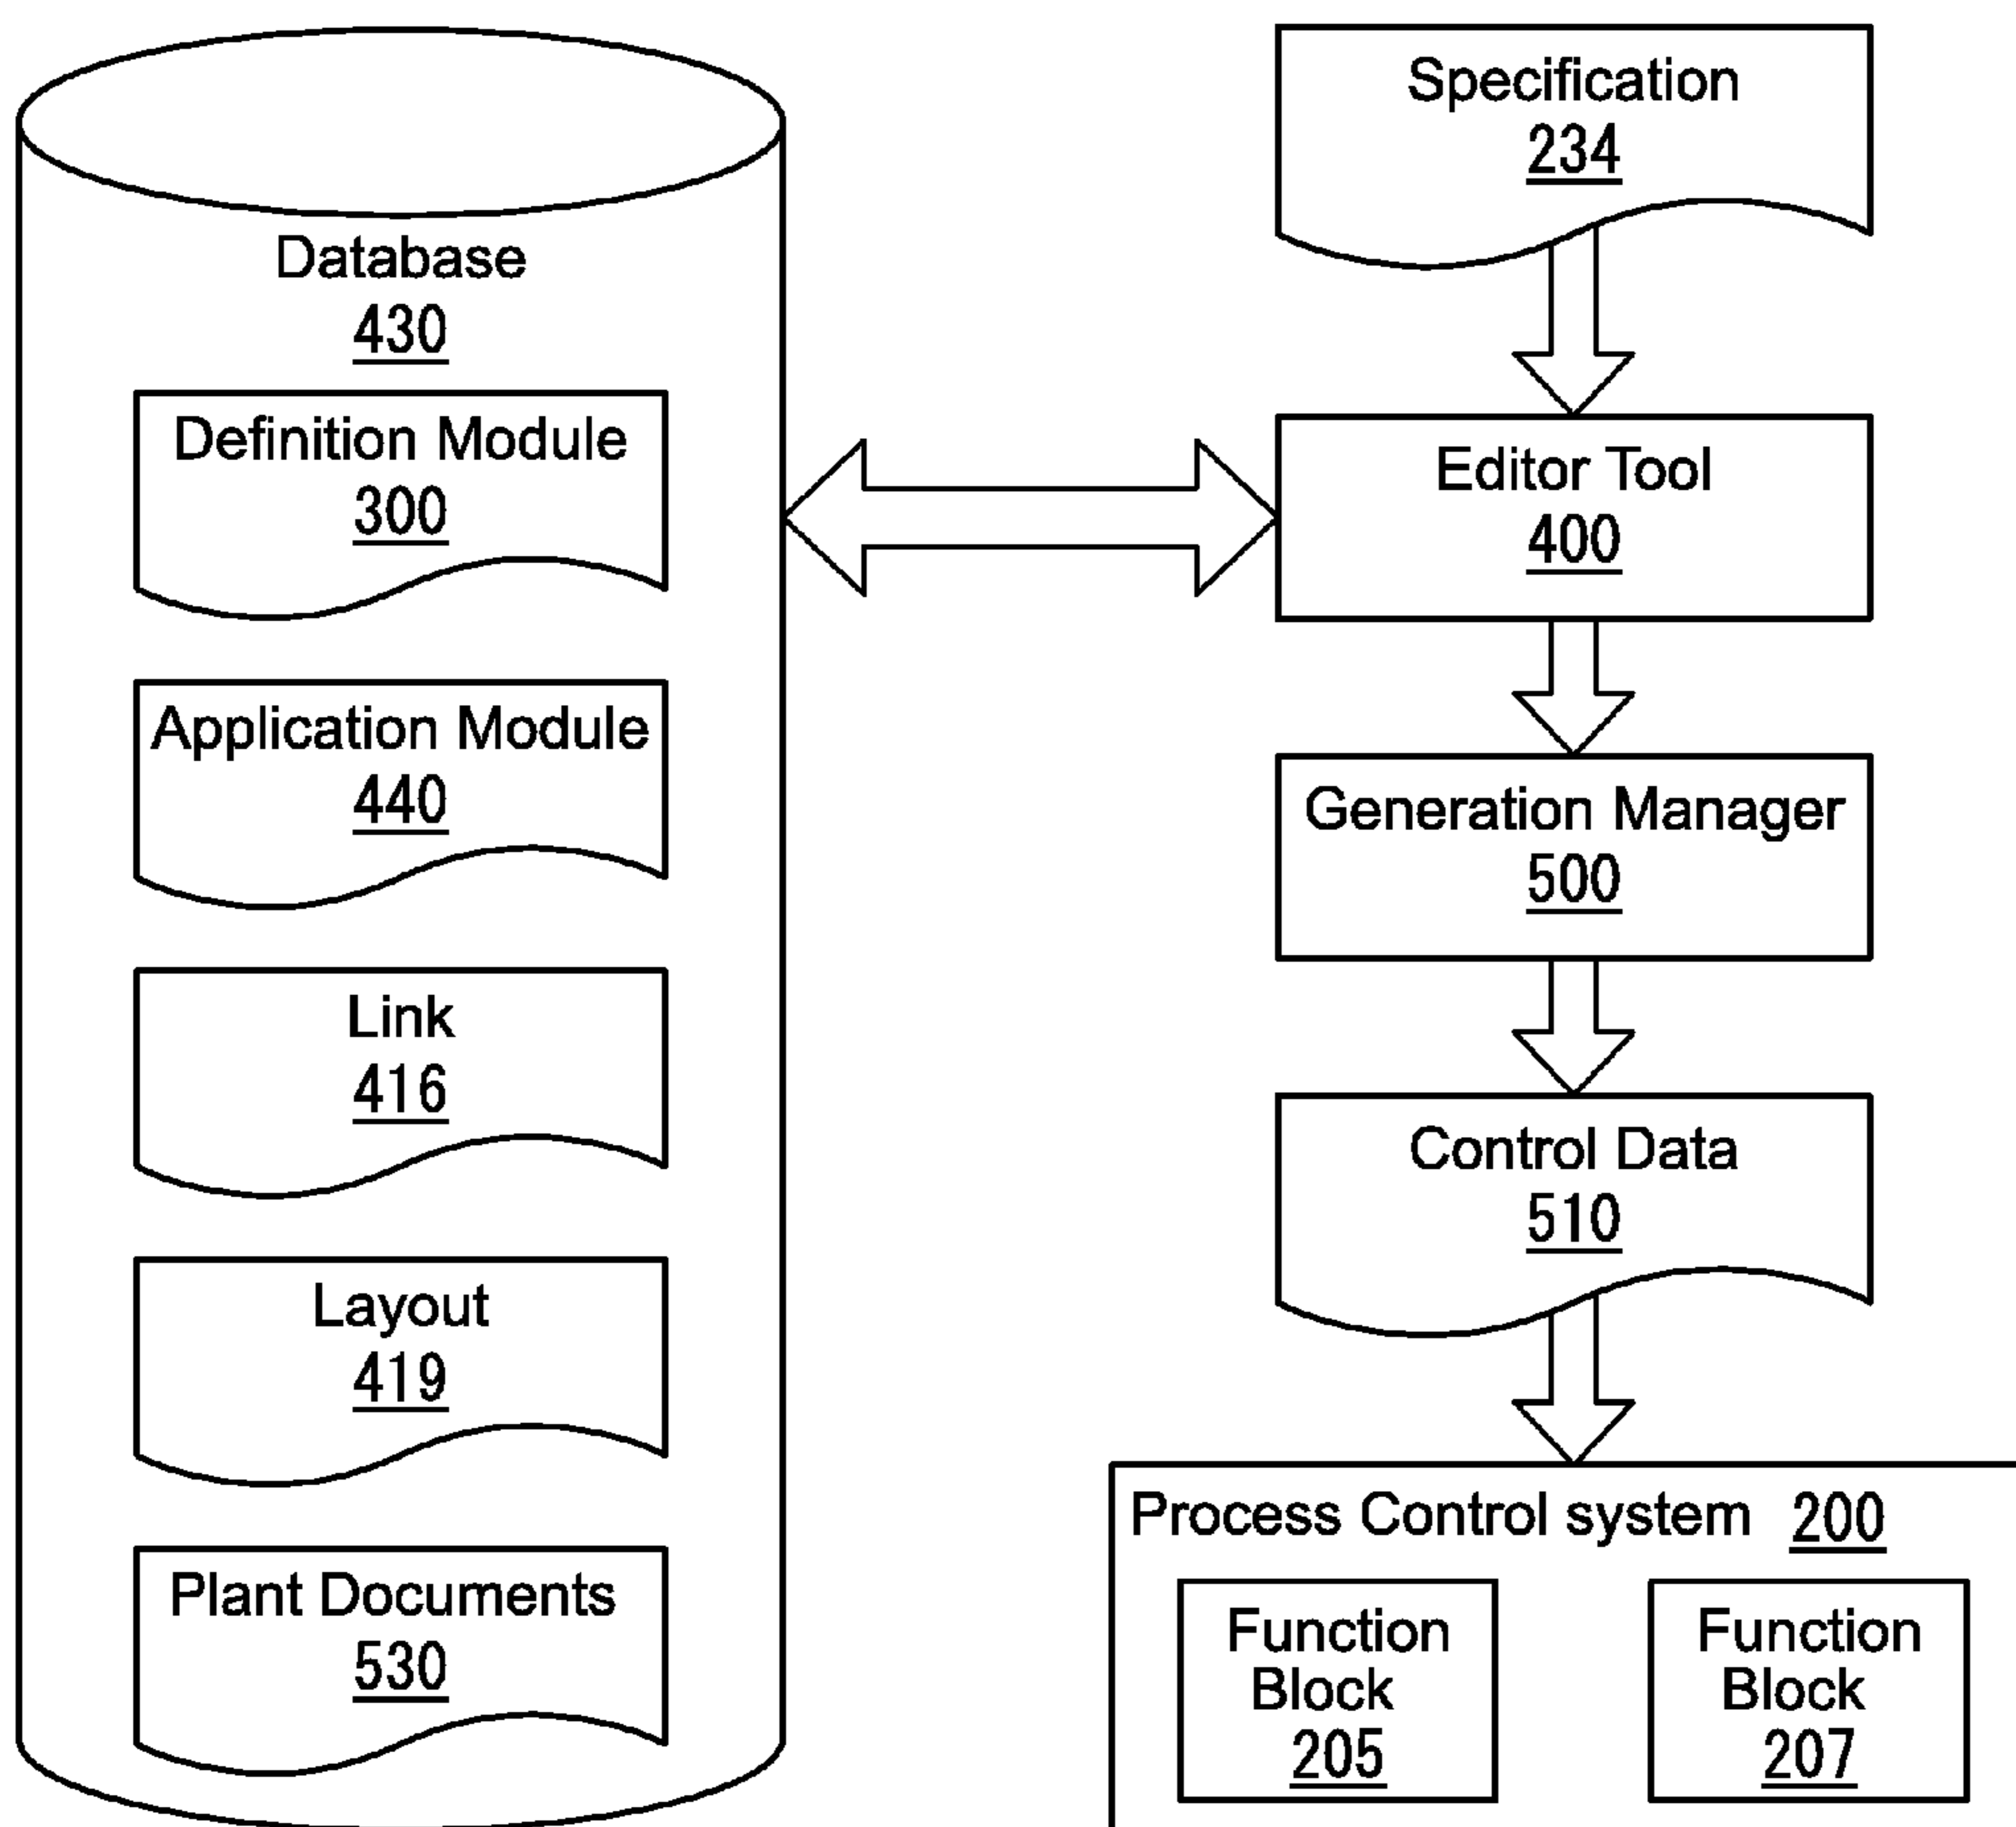 Database
430
Definition Module
300
Application Module
440
Link
416
Layout
419
Plant Documents
530
Specification
234
Editor Tool
400
Generation Manager
500
Control Data
510
Process Control system 200
Function
Block
205
Function
Block
207